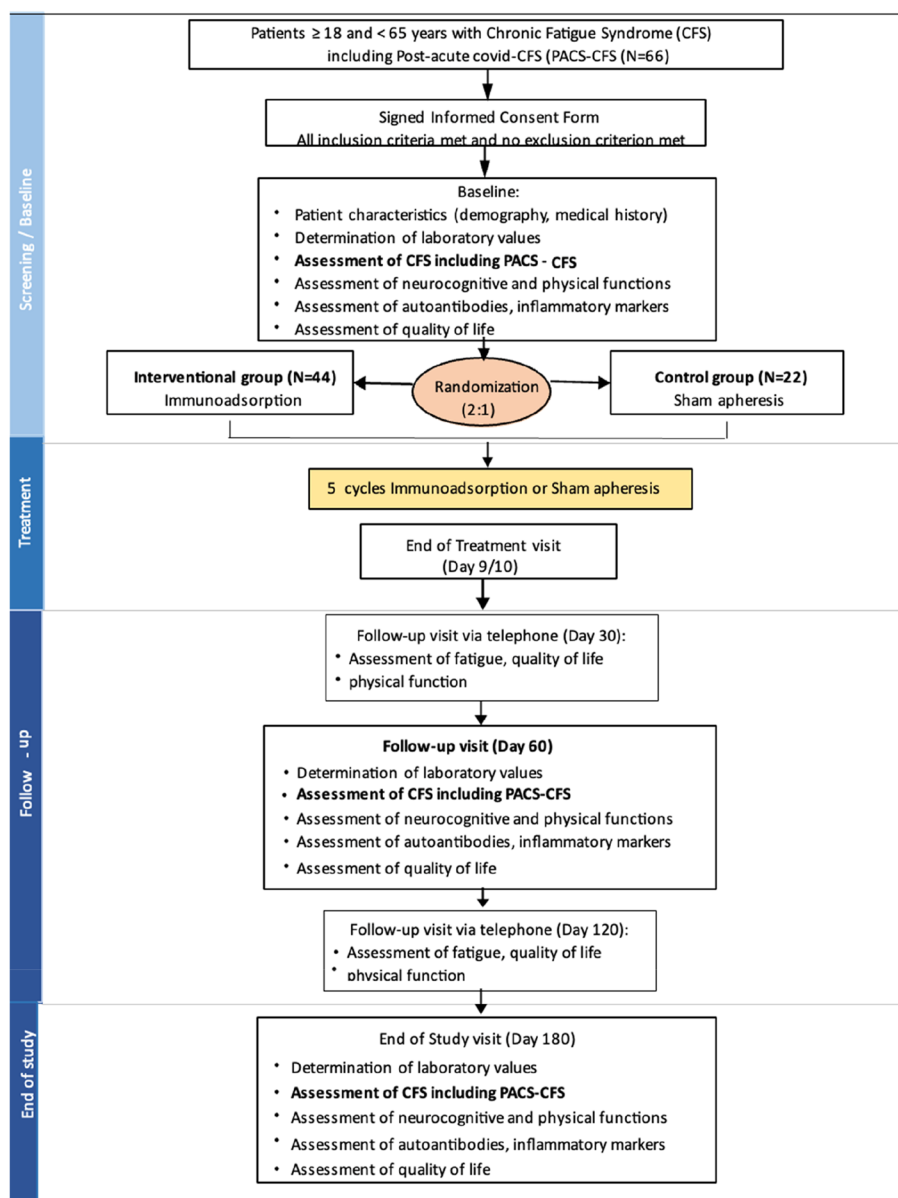 Patients ≥ 18 and < 65 years with Chronic Fatigue Syndrome (CFS)
including Post-acute covid-CFS (PACS-CFS (N=66)
Signed Informed Consent Form
All inclusion criteria met and no exclusion criterion met
Screening / Baseline
Baseline:
• Patient characteristics (demography, medical history)
• Determination of laboratory values
• Assessment of CFS including PACS - CFS
• Assessment of neurocognitive and physical functions
• Assessment of autoantibodies, inflammatory markers
• Assessment of quality of life
Interventional group (N=44)
Immunoadsorption
Randomization
(2:1)
Control group (N=22)
Sham apheresis
Treatment
5 cycles Immunoadsorption or Sham apheresis
End of Treatment visit
(Day 9/10)
Follow - up
Follow-up visit via telephone (Day 30):
• Assessment of fatigue, quality of life
• physical function
Follow-up visit (Day 60)
• Determination of laboratory values
• Assessment of CFS including PACS-CFS
• Assessment of neurocognitive and physical functions
• Assessment of autoantibodies, inflammatory markers
• Assessment of quality of life
Follow-up visit via telephone (Day 120):
• Assessment of fatigue, quality of life
• physical function
End of study
End of Study visit (Day 180)
• Determination of laboratory values
• Assessment of CFS including PACS-CFS
• Assessment of neurocognitive and physical functions
• Assessment of autoantibodies, inflammatory markers
• Assessment of quality of life